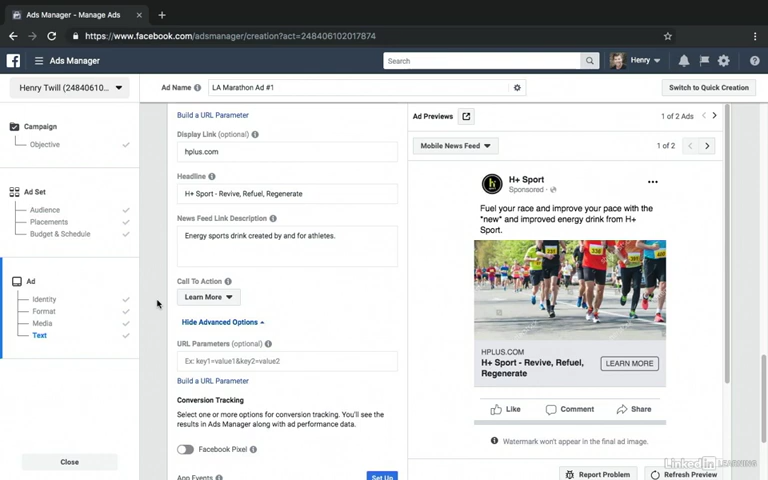 Ads Manager - Manage Ads
https://www.facebook.com/adsmanager/creation?act=248406102017874
Ads Manager
Search
Henry
Henry Twill (24840610...
Ad Name
LA Marathon Ad #1
Switch to Quick Creation
Campaign
Objective
Ad Set
Audience
Placements
Budget & Schedule
Ad
Identity
Format
Media
Text
Close
Build a URL Parameter
Display Link (optional)
hplus.com
Headline
H+ Sport - Revive, Refuel, Regenerate
News Feed Link Description
Energy sports drink created by and for athletes.
Call To Action
Learn More
Hide Advanced Options
URL Parameters (optional)
Ex: key1=value1&key2=value2
Build a URL Parameter
Conversion Tracking
Select one or more options for conversion tracking. You'll see the
results in Ads Manager along with ad performance data.
Facebook Pixel
App Events
Set Up
Ad Previews
1 of 2 Ads
Mobile News Feed
1 of 2
H+ Sport
Sponsored ·
Fuel your race and improve your pace with the
*new* and improved energy drink from H+
Sport.
HPLUS.COM
H+ Sport - Revive, Refuel,
Regenerate
LEARN MORE
Like
Comment
Share
Watermark won't appear in the final ad image.
Report Problem
Refresh Preview
LinkedIn LEARNING